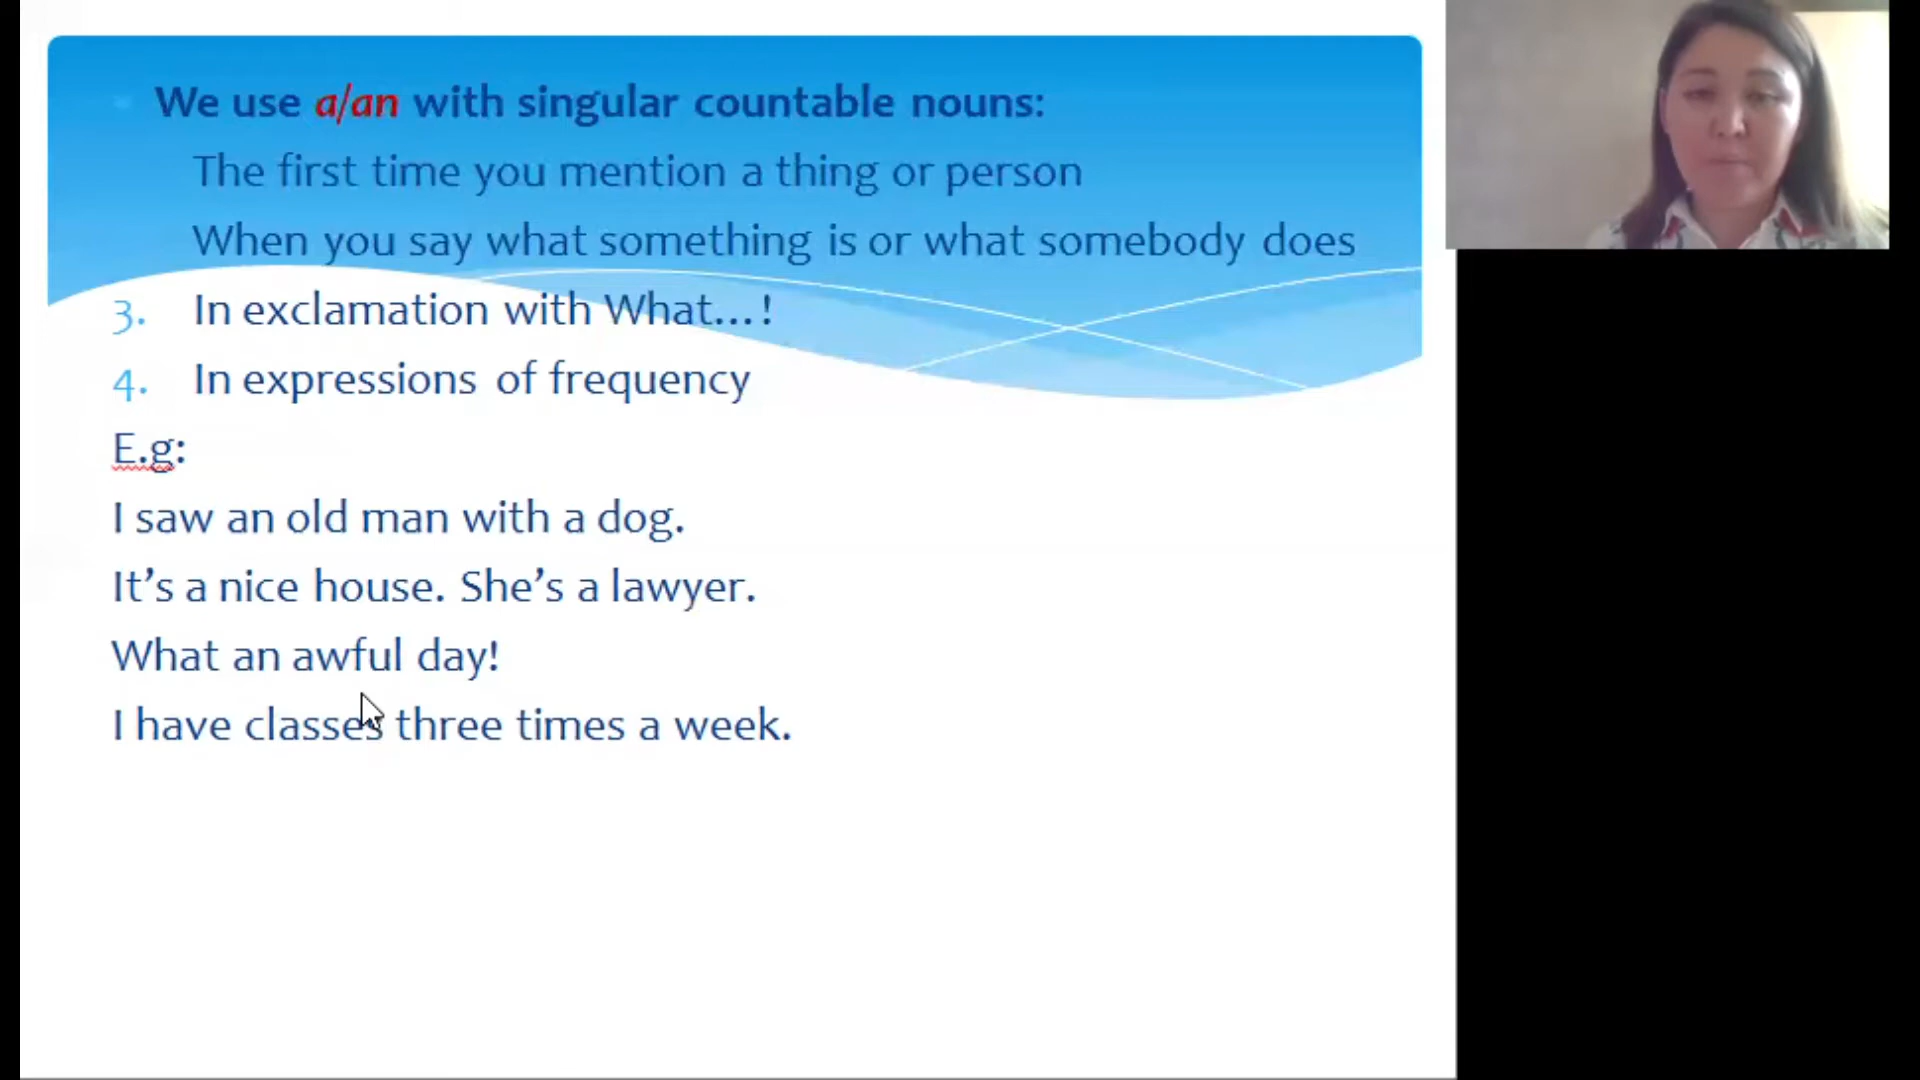 We use a/an with singular countable nouns:
The first time you mention a thing or person
When you say what something is or what somebody does
3. In exclamation with What...!
4. In expressions of frequency
E.g:
I saw an old man with a dog.
It’s a nice house. She’s a lawyer.
What an awful day!
I have classes three times a week.